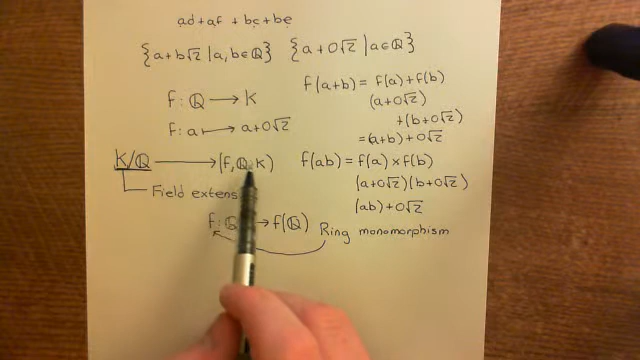 ad+af + bc+be
{a+b√2 | a,b∈ℚ} {a+0√2 | a∈ℚ}
f: ℚ → K
f: a ↦ a+0√2
f(a+b) = f(a)+f(b)
(a+0√2)
+(b+0√2)
=(a+b)+0√2
K/ℚ → (f, ℚ, K)
Field extens
f: ℚ → f(ℚ)
f(ab) = f(a) × f(b)
(a+0√2)(b+0√2)
(ab)+0√2
Ring monomorphism